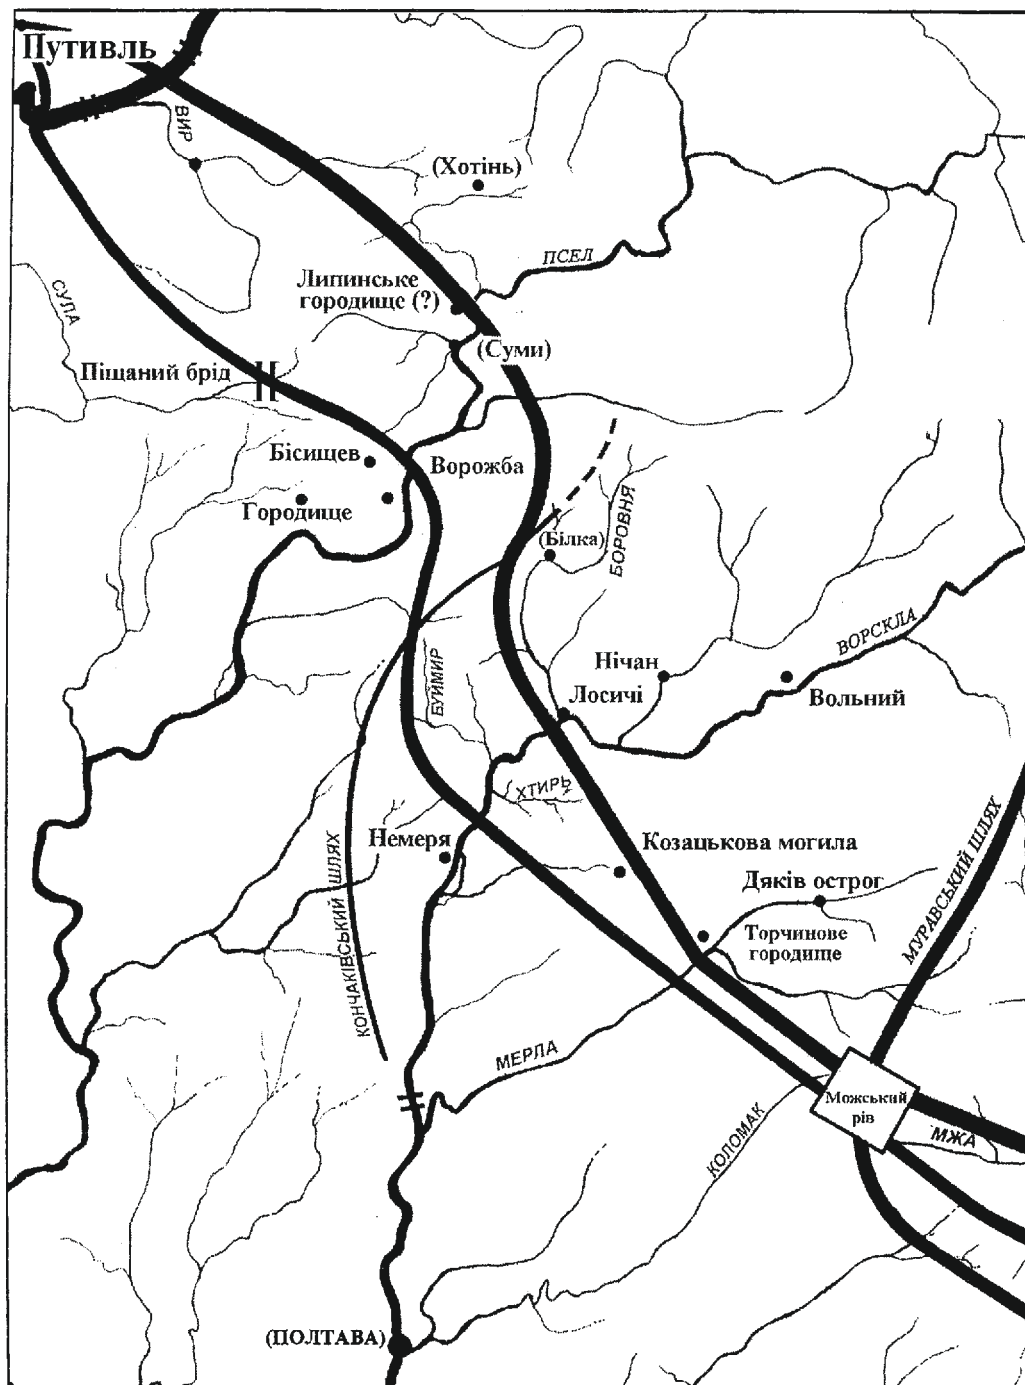 Путивль
ВИР
(Хотінь)
ПСЕЛ
Липинське
городище (?)
СУЛА
(Суми)
Піщаний брід
Бісищев
Ворожба
Городище
(Білка)
БОРОВНЯ
ВОРСКЛА
Нічан
БУЙМИР
Лосичі
Вольний
ХТИРЬ
Немеря
Козацькова могила
МУРАВСЬКИЙ ШЛЯХ
Дяків острог
КОНЧАКІВСЬКИЙ ШЛЯХ
Торчинове
городище
МЕРЛА
Можський
рів
КОЛОМАК
МЖА
(ПОЛТАВА)